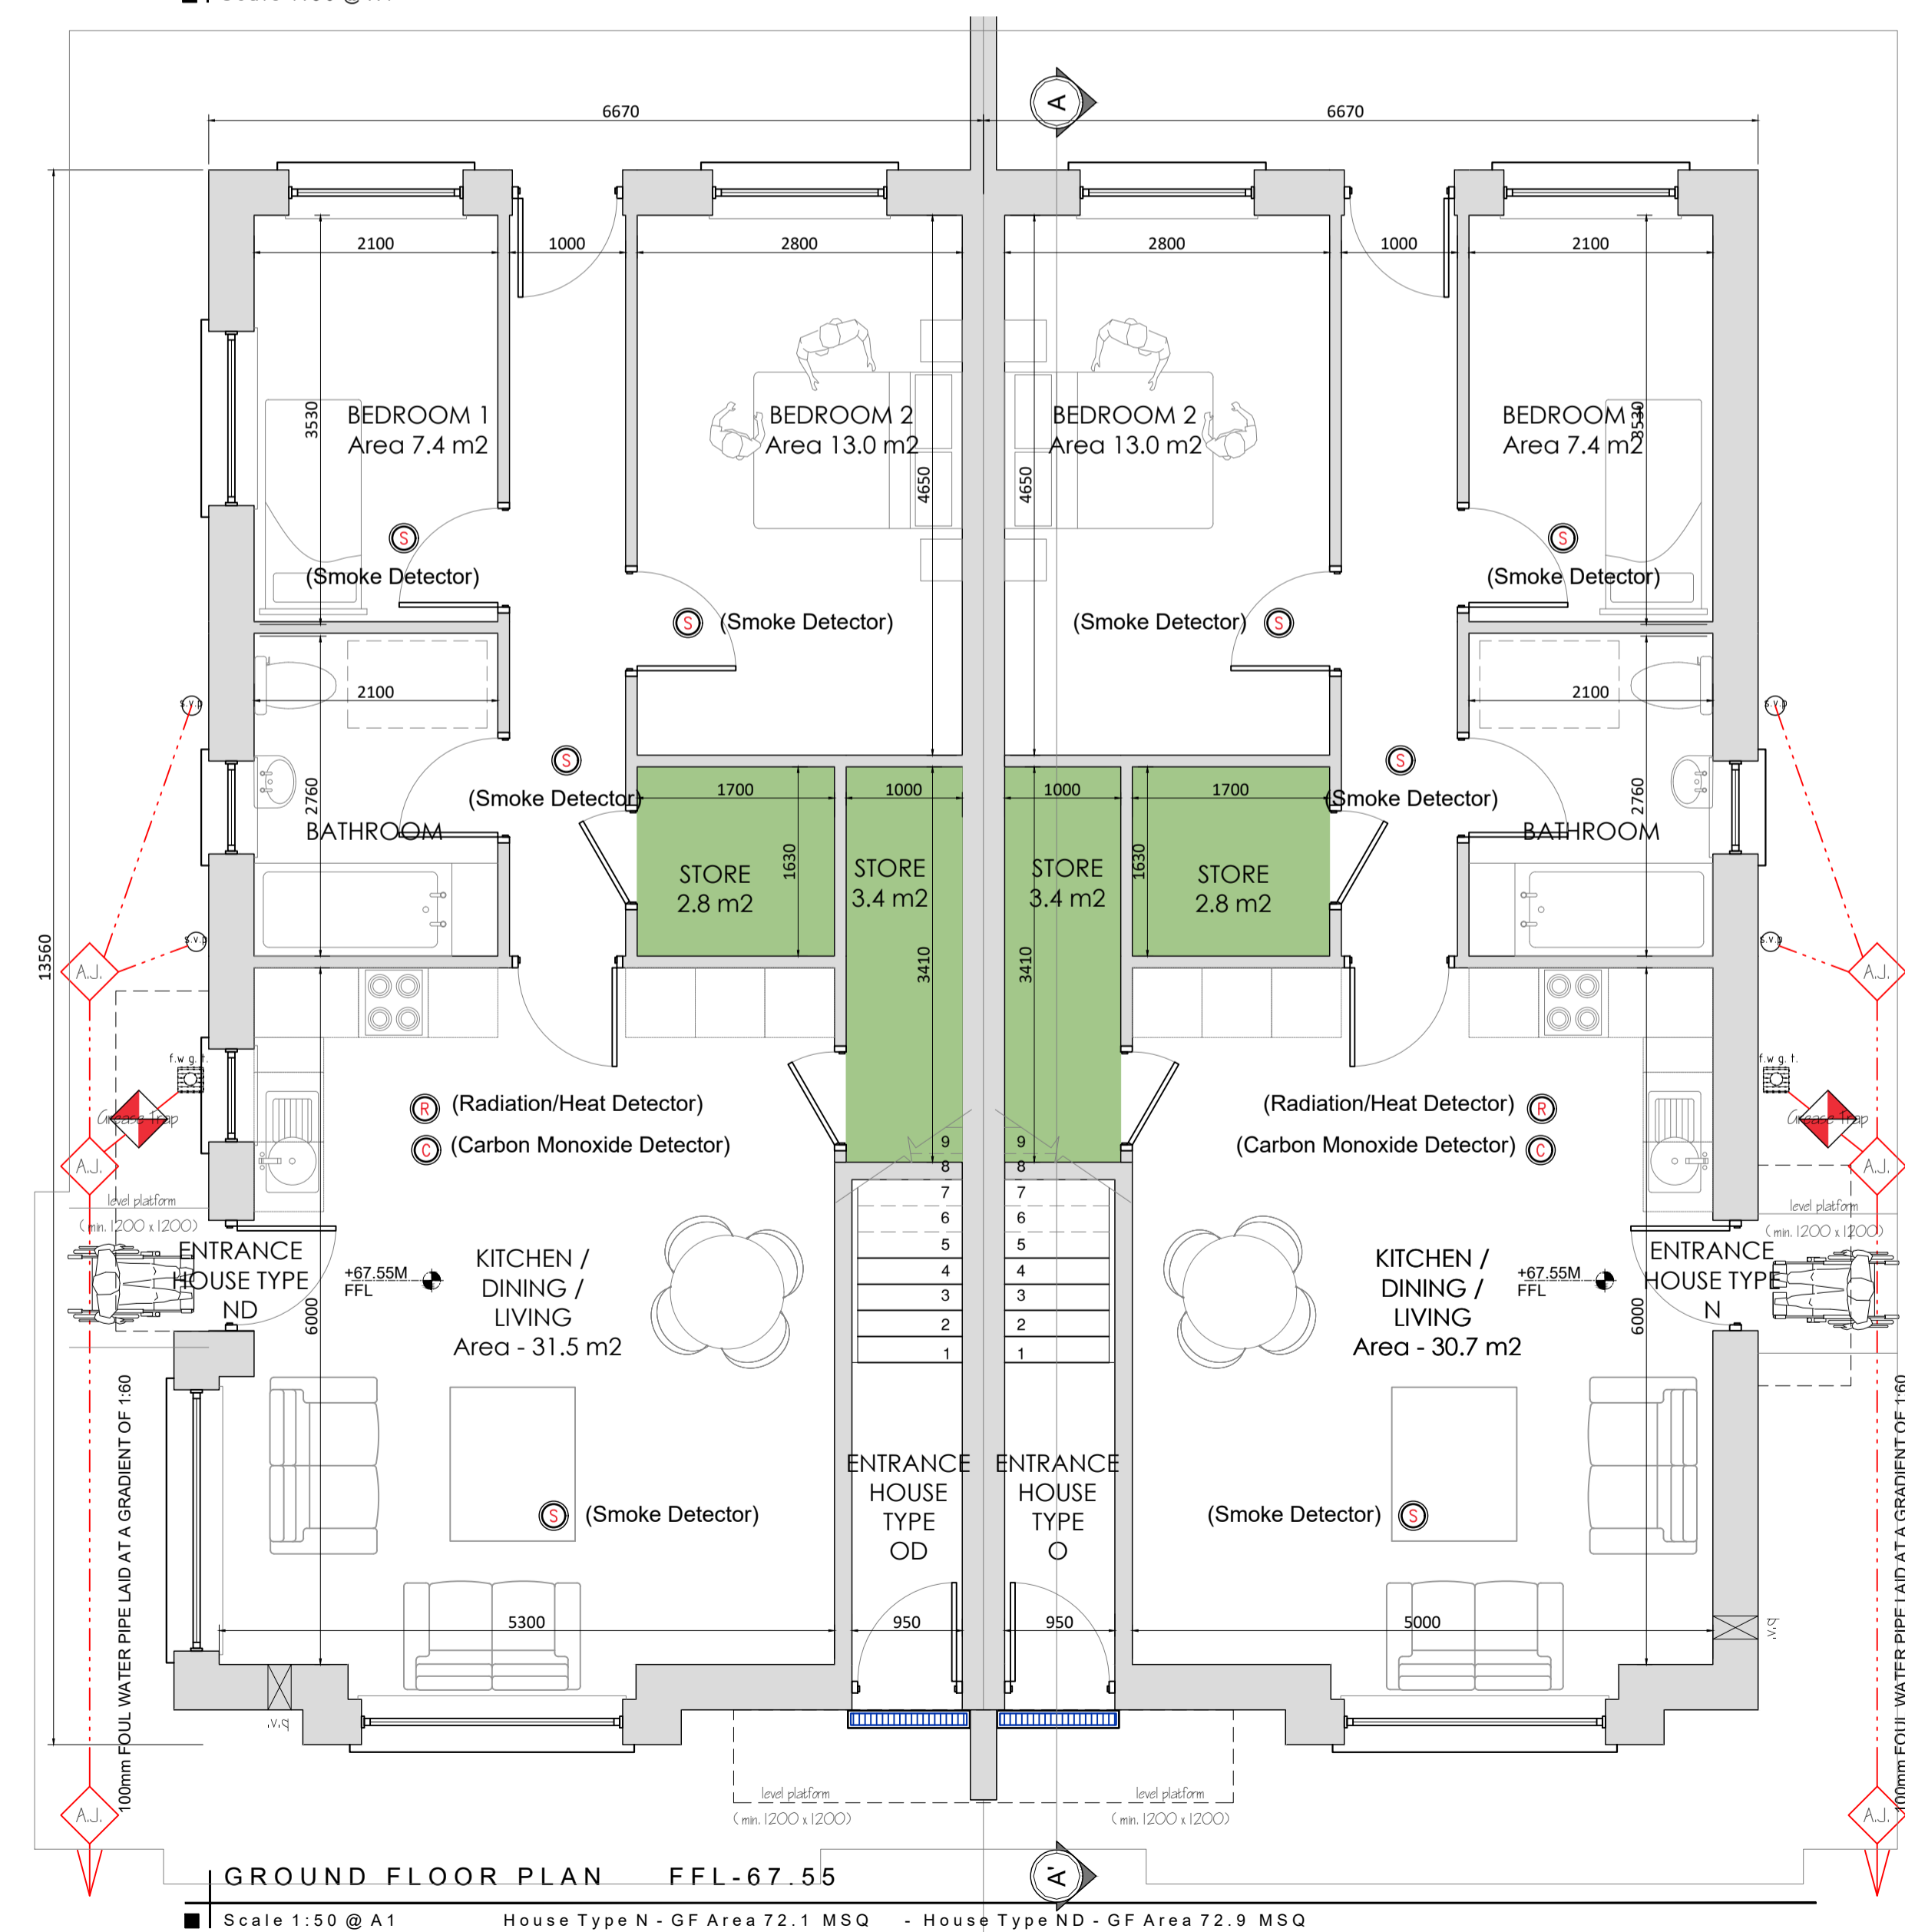 A
6670
6670
2100
1000
2800
2800
1000
2100
3530
BEDROOM 1
Area 7.4 m2
BEDROOM 2
Area 13.0 m2
BEDROOM 2
Area 13.0 m2
BEDROOM 1
Area 7.4 m2
3530
4650
4650
S
(Smoke Detector)
S
(Smoke Detector)
S
(Smoke Detector)
(Smoke Detector)
S
2100
2100
s.v.p
s.v.p
S
(Smoke Detector)
S
(Smoke Detector)
2760
BATHROOM
2760
BATHROOM
1700
1000
1000
1700
1630
1630
STORE
2.8 m2
STORE
3.4 m2
STORE
3.4 m2
STORE
2.8 m2
3410
3410
13560
s.v.p
s.v.p
A.J.
A.J.
f.w g. t.
f.w g. t.
Grease Trap
Grease Trap
R (Radiation/Heat Detector)
C (Carbon Monoxide Detector)
(Radiation/Heat Detector) R
(Carbon Monoxide Detector) C
A.J.
A.J.
level platform
(min. 1200 x 1200)
level platform
(min. 1200 x 1200)
9
8
7
6
5
4
3
2
1
9
8
7
6
5
4
3
2
1
ENTRANCE
HOUSE TYPE
ND
+67.55M
FFL
KITCHEN /
DINING /
LIVING
Area - 31.5 m2
KITCHEN /
DINING /
LIVING
Area - 30.7 m2
+67.55M
FFL
ENTRANCE
HOUSE TYPE
N
6000
6000
100mm FOUL WATER PIPE LAID AT A GRADIENT OF 1:60
100mm FOUL WATER PIPE LAID AT A GRADIENT OF 1:60
ENTRANCE
HOUSE
TYPE
OD
ENTRANCE
HOUSE
TYPE
O
S (Smoke Detector)
(Smoke Detector) S
5300
950
950
5000
b.v.
b.v.
level platform
(min. 1200 x 1200)
level platform
(min. 1200 x 1200)
A.J.
A.J.
A'
GROUND FLOOR PLAN FFL-67.55
Scale 1:50 @ A1 House Type N - GF Area 72.1 MSQ - House Type ND - GF Area 72.9 MSQ